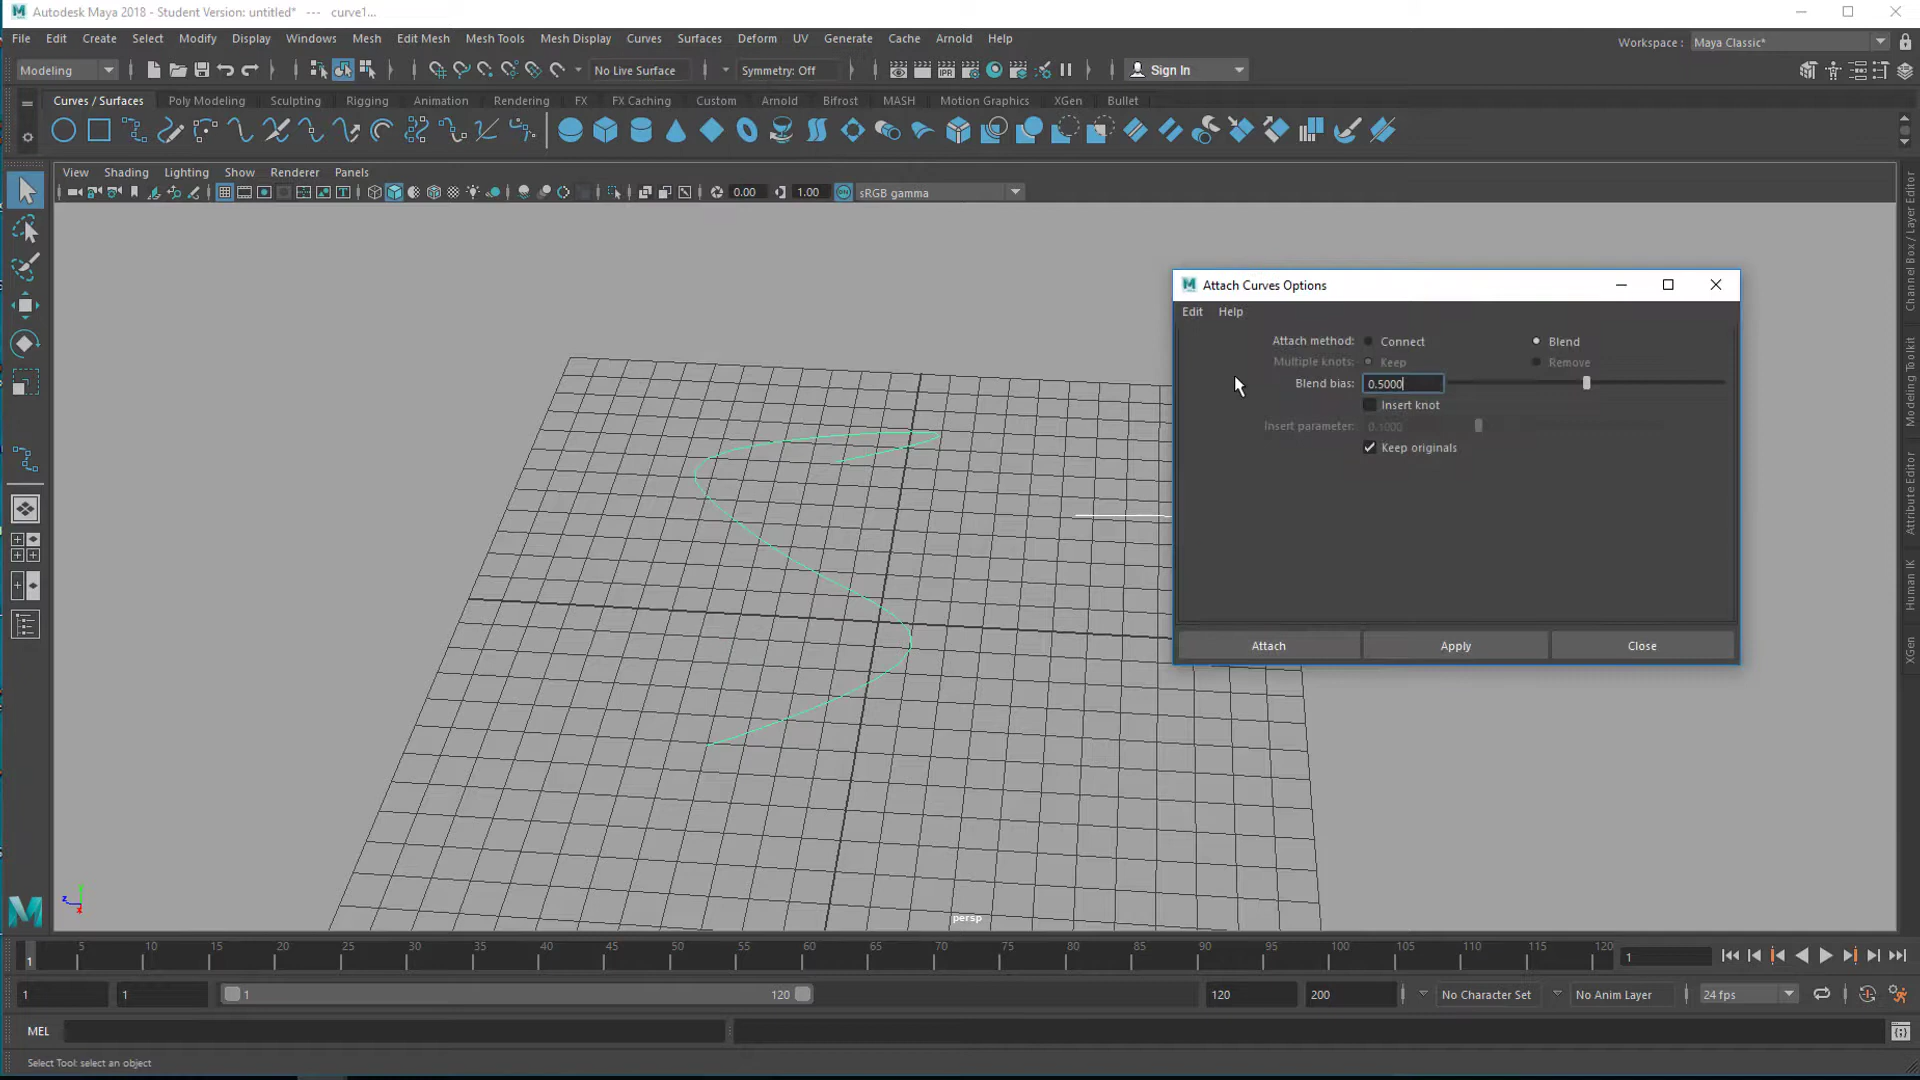 Autodesk Maya 2018 - Student Version: untitled* --- curve1...
File Edit Create Select Modify Display Windows Mesh Edit Mesh Mesh Tools Mesh Display Curves Surfaces Deform UV Generate Cache Arnold Help
Workspace : Maya Classic*
Modeling No Live Surface Symmetry: Off Sign In
Curves / Surfaces Poly Modeling Sculpting Rigging Animation Rendering FX FX Caching Custom Arnold Bifrost MASH Motion Graphics XGen Bullet
View Shading Lighting Show Renderer Panels
0.00 1.00 sRGB gamma
Attach Curves Options
Edit Help
Attach method: Connect Blend
Multiple knots: Keep Remove
Blend bias: 0.5000
Insert knot
Insert parameter: 0.1000
Keep originals
Attach Apply Close
Channel Box / Layer Editor
Modeling Toolkit
Attribute Editor
Human IK
XGen
persp
5 10 15 20 25 30 35 40 45 50 55 60 65 70 75 80 85 90 95 100 105 110 115 120
1 1
1 1 1 120 120 200 No Character Set No Anim Layer 24 fps
MEL
Select Tool: select an object